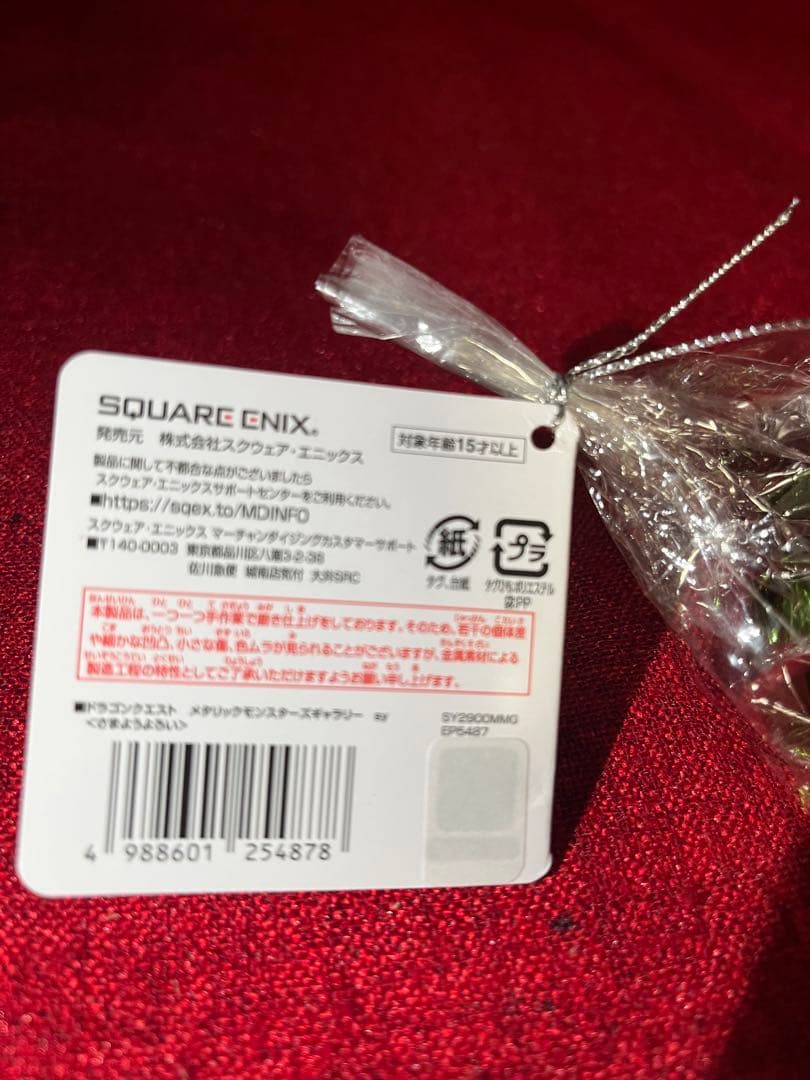 SQUARE ENIX®
発売元 株式会社スクウェア・エニックス
対象年齢15才以上
製品に関して不都合な点がございましたら
スクウェア・エニックスサポートセンターをご利用ください。
■https://sqex.to/MDINFO
スクウェア・エニックス マーチャンダイジングカスタマーサポート
■〒140-0003 東京都品川区八潮3-2-36
佐川急便 城南店気付 大井SRC
紙
タグ、台紙
プラ
タグひも:ポリエステル
袋:PP
本製品は、一つ一つ手作業で磨き仕上げをしております。そのため、若干の個体差
や細かな凹凸、小さな傷、色ムラが見られることがございますが、金属素材による
製造工程の特性としてご了承いただけますようお願い申し上げます。
■ドラゴンクエスト メタリックモンスターズギャラリー sy
<さまようよろい>
SY2900MMG
EP5487
4 988601 254878